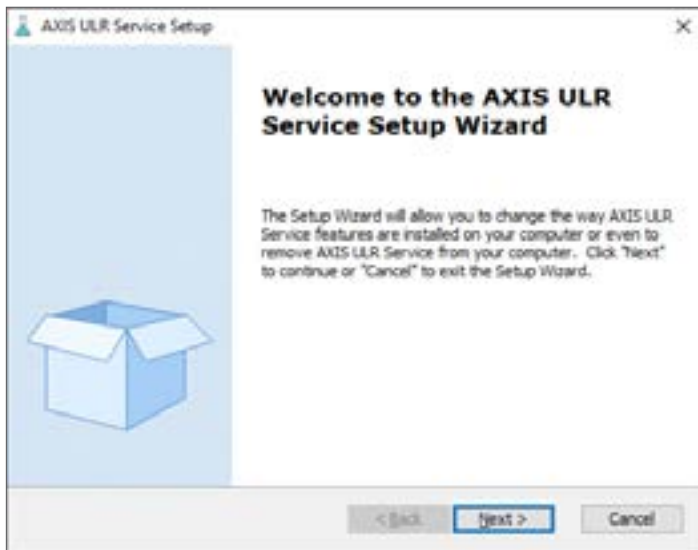 AXIS ULR Service Setup
Welcome to the AXIS ULR
Service Setup Wizard
The Setup Wizard will allow you to change the way AXIS ULR
Service features are installed on your computer or even to
remove AXIS ULR Service from your computer. Click "Next"
to continue or "Cancel" to exit the Setup Wizard.
< Back
Next >
Cancel